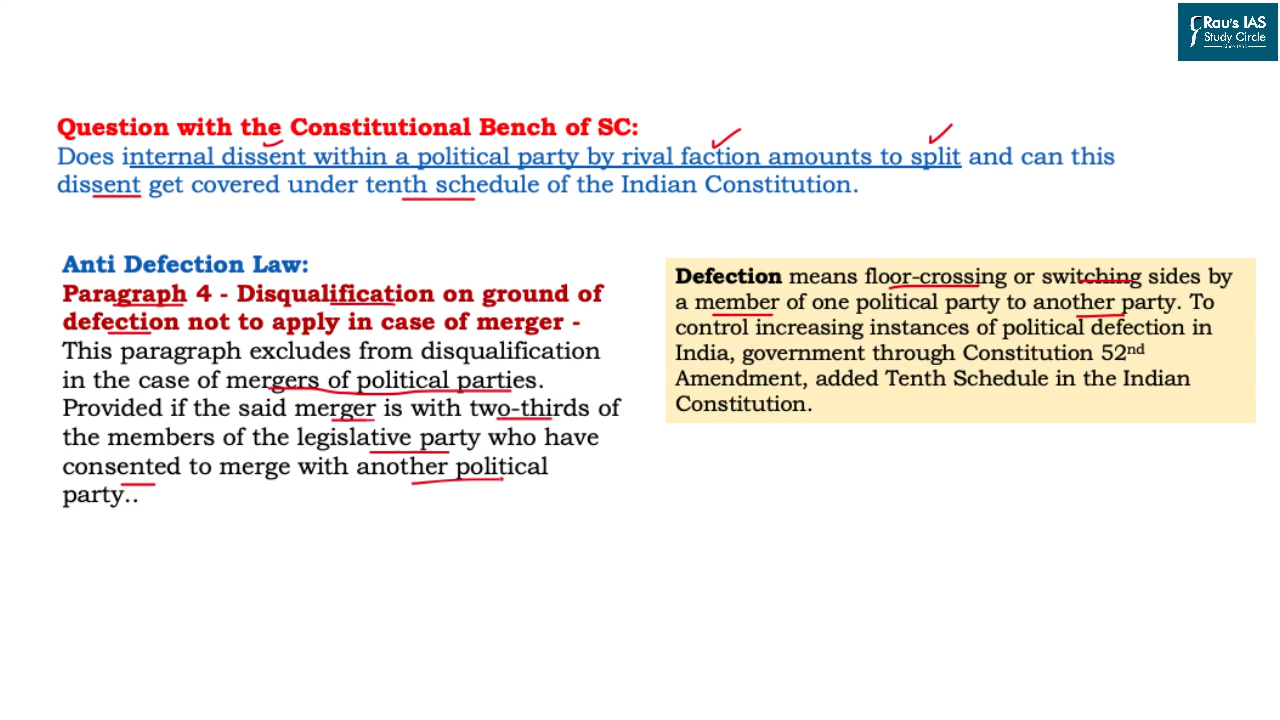 Rau's IAS
Study Circle
Question with the Constitutional Bench of SC:
Does internal dissent within a political party by rival faction amounts to split and can this
dissent get covered under tenth schedule of the Indian Constitution.
Anti Defection Law:
Paragraph 4 - Disqualification on ground of
defection not to apply in case of merger -
This paragraph excludes from disqualification
in the case of mergers of political parties.
Provided if the said merger is with two-thirds of
the members of the legislative party who have
consented to merge with another political
party..
Defection means floor-crossing or switching sides by
a member of one political party to another party. To
control increasing instances of political defection in
India, government through Constitution 52nd
Amendment, added Tenth Schedule in the Indian
Constitution.